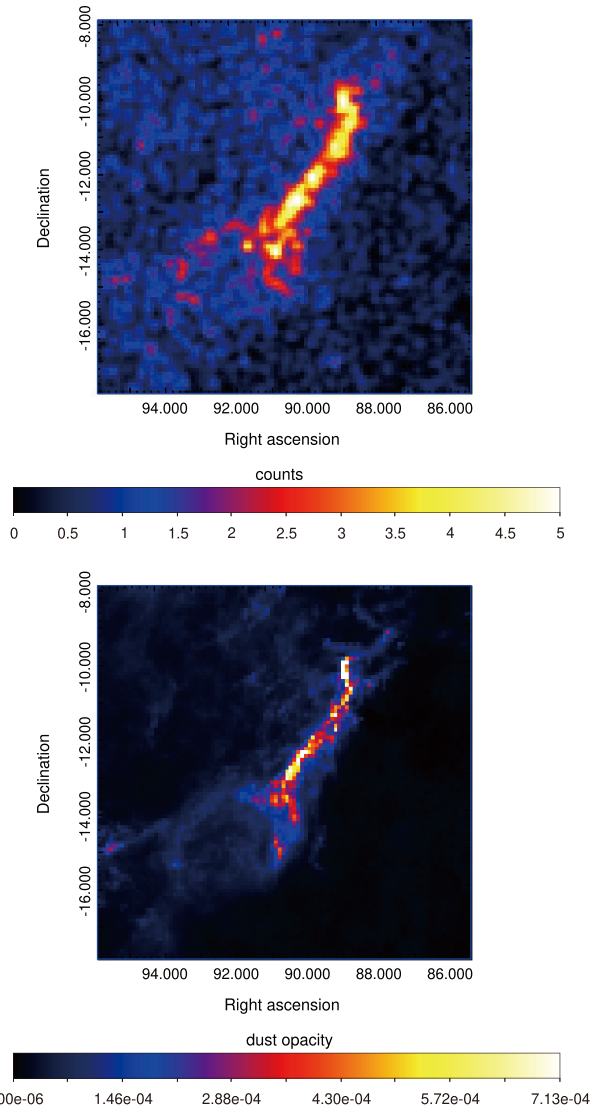 -8.000
-10.000
-12.000
-14.000
-16.000
Declination
94.000 92.000 90.000 88.000 86.000
Right ascension
counts
0 0.5 1 1.5 2 2.5 3 3.5 4 4.5 5
-8.000
-10.000
-12.000
-14.000
-16.000
Declination
94.000 92.000 90.000 88.000 86.000
Right ascension
dust opacity
00e-06 1.46e-04 2.88e-04 4.30e-04 5.72e-04 7.13e-04